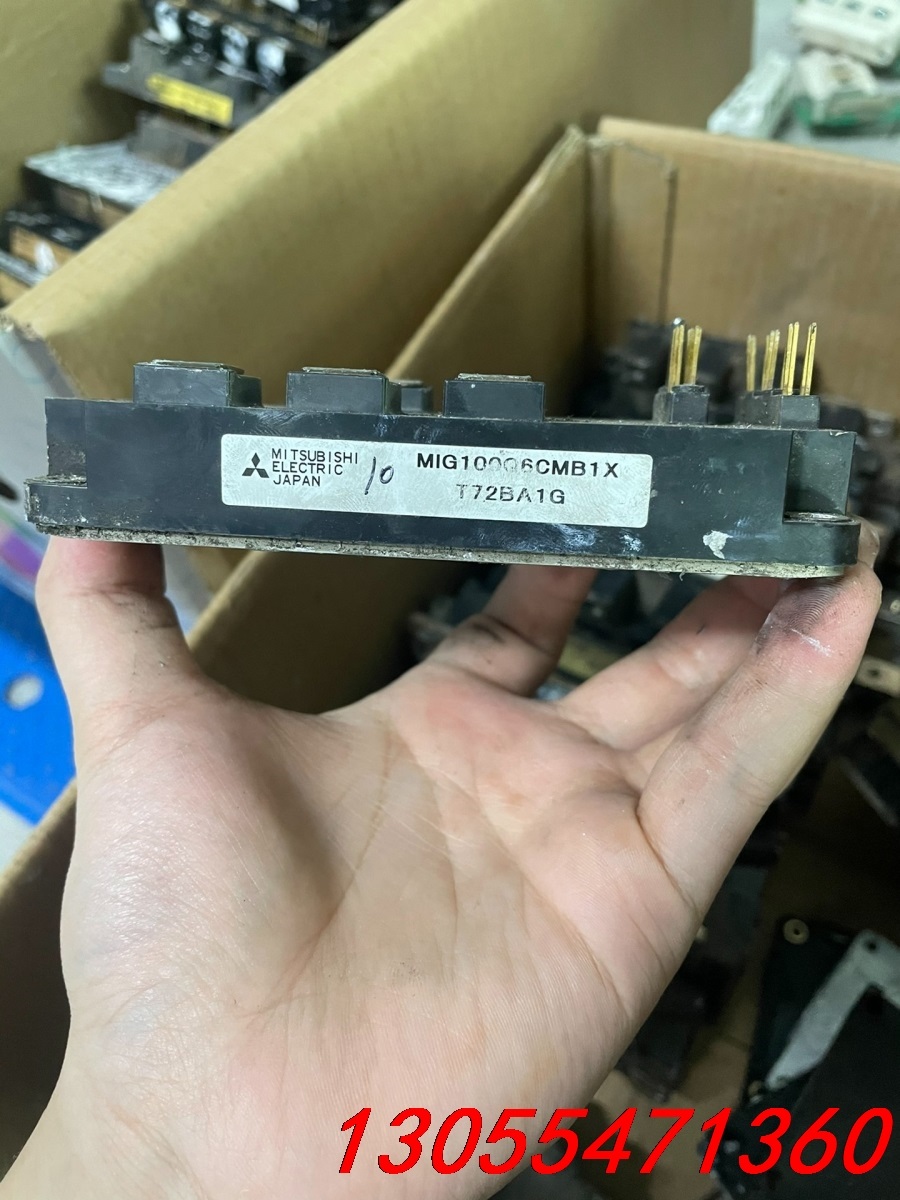 MITSUBISHI
ELECTRIC
JAPAN
10
MIG100Q6CMB1X
T72BA1G
13055471360